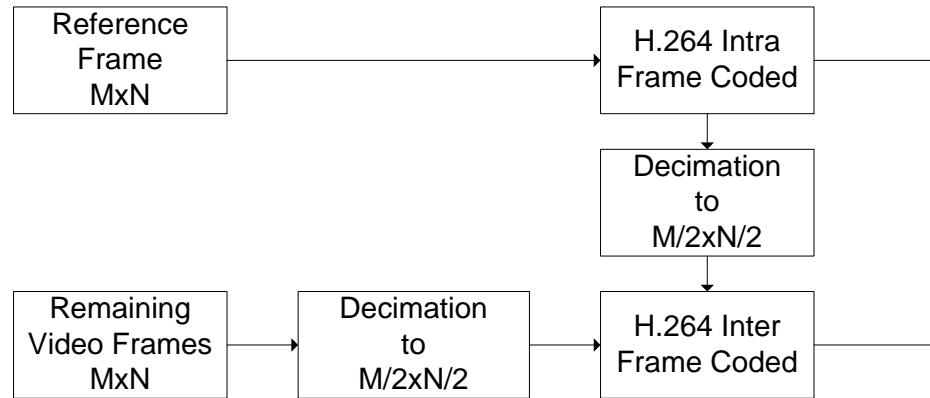 Reference
Frame
MxN
H.264 Intra
Frame Coded
Decimation
to
M/2xN/2
Remaining
Video Frames
MxN
Decimation
to
M/2xN/2
H.264 Inter
Frame Coded